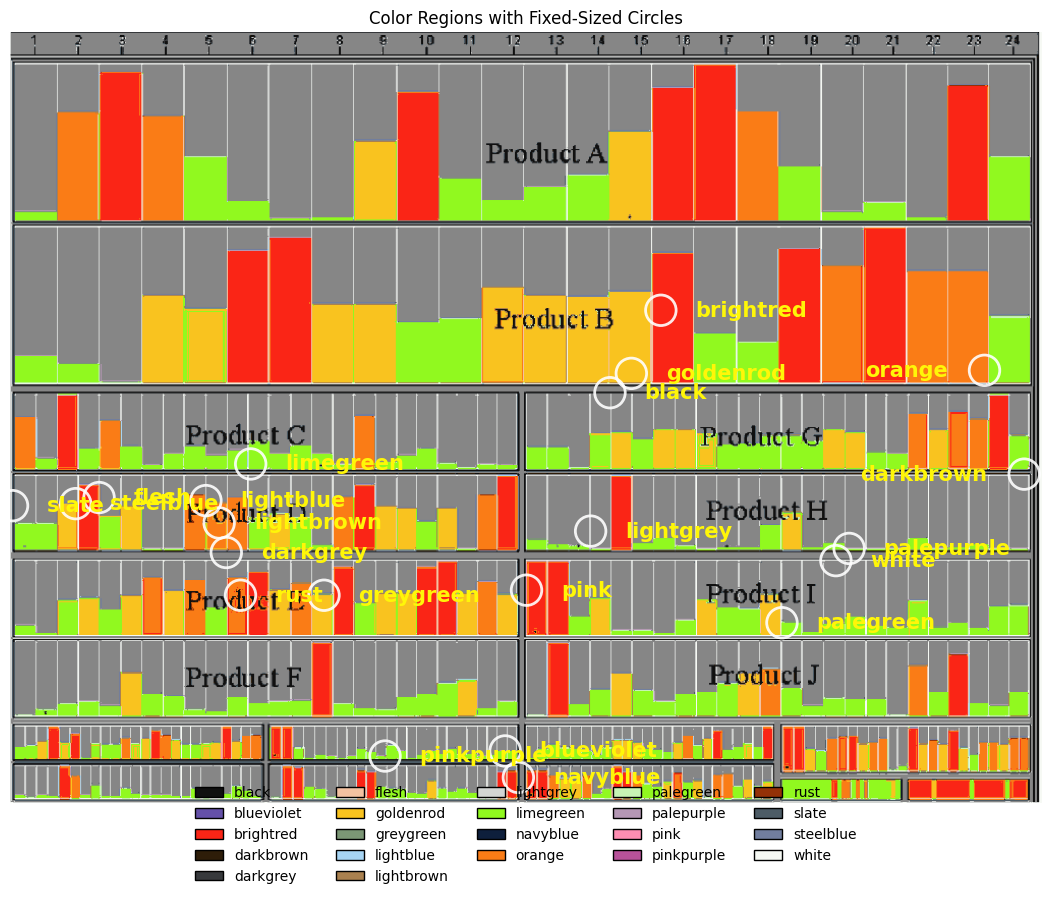 Color Regions with Fixed-Sized Circles
1 2 3 4 5 6 7 8 9 10 11 12 13 14 15 16 17 18 19 20 21 22 23 24
Product A
Product B
brightred
goldenrod
orange
black
Product C
Product G
limegreen
darkbrown
slate
steelblue
flesh
lightblue
Product D
Product H
lightbrown
lightgrey
darkgrey
palepurple
white
Product E
rust
greygreen
pink
Product I
palegreen
Product F
Product J
pinkpurple
blueviolet
navyblue
black flesh lightgrey palegreen rust
blueviolet goldenrod limegreen palepurple slate
brightred greygreen navyblue pink steelblue
darkbrown lightblue orange pinkpurple white
darkgrey lightbrown